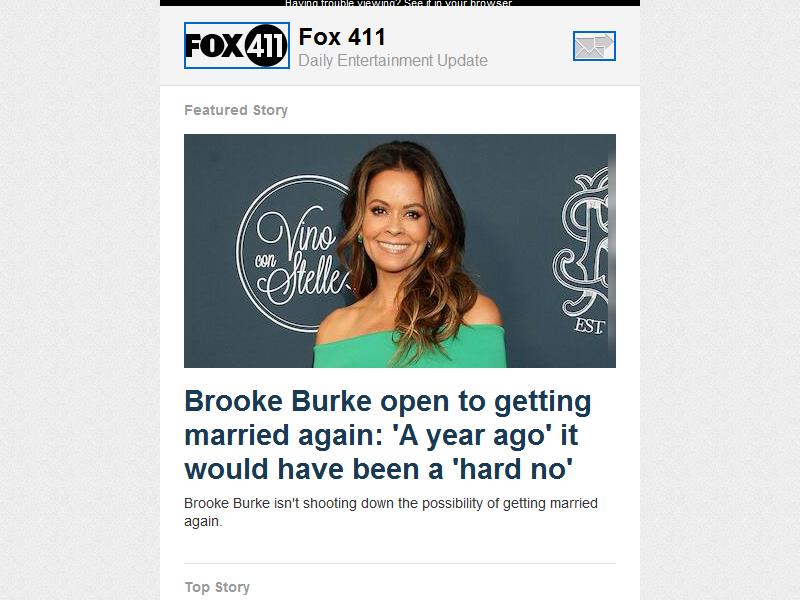 Having trouble viewing? See it in your browser
FOX 411
Fox 411
Daily Entertainment Update
Featured Story
Vino
con
Stelle
EST.
Brooke Burke open to getting
married again: 'A year ago' it
would have been a 'hard no'
Brooke Burke isn't shooting down the possibility of getting married
again.
Top Story